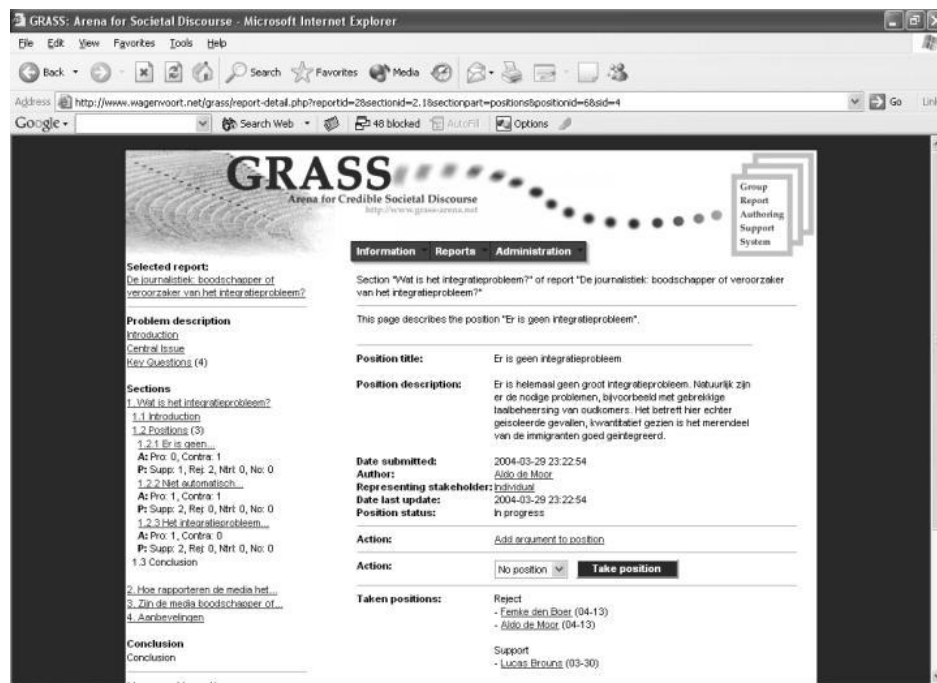 GRASS: Arena for Societal Discourse - Microsoft Internet Explorer
File Edit View Favorites Tools Help
Back Search Favorites Media
Address http://www.wagenvoort.net/grass/report-detail.php?reportid=2&sectionid=2.1&sectionpart=positions&positionid=6&sid=4 Go Link
Google Search Web 48 blocked AutoFill Options
GRASS
Arena for Credible Societal Discourse
http://www.grass-arena.net
Group
Report
Authoring
Support
System
Information Reports Administration
Selected report:
De journalistiek: boodschapper of
veroorzaker van het integratieprobleem?
Problem description
Introduction
Central Issue
Key Questions (4)
Sections
1. Wat is het integratieprobleem?
1.1 Introduction
1.2 Positions (3)
1.2.1 Er is geen...
A: Pro: 0, Contra: 1
P: Supp: 1, Rej: 2, Ntrl: 0, No: 0
1.2.2 Niet automatisch...
A: Pro: 1, Contra: 1
P: Supp: 2, Rej: 0, Ntrl: 0, No: 0
1.2.3 Het integratieprobleem...
A: Pro: 1, Contra: 0
P: Supp: 2, Rej: 0, Ntrl: 0, No: 0
1.3 Conclusion
2. Hoe rapporteren de media het...
3. Zijn de media boodschapper of...
4. Aanbevelingen
Conclusion
Conclusion
Section "Wat is het integratieprobleem?" of report "De journalistiek: boodschapper of veroorzaker
van het integratieprobleem?"
This page describes the position "Er is geen integratieprobleem".
Position title: Er is geen integratieprobleem
Position description: Er is helemaal geen groot integratieprobleem. Natuurlijk zijn
er de nodige problemen, bijvoorbeeld met gebrekkige
taalbeheersing van oudkomers. Het betreft hier echter
geisoleerde gevallen, kwantitatief gezien is het merendeel
van de immigranten goed geintegreerd.
Date submitted: 2004-03-29 23:22:54
Author: Aldo de Moor
Representing stakeholder: Individual
Date last update: 2004-03-29 23:22:54
Position status: In progress
Action: Add argument to position
Action: No position Take position
Taken positions: Reject
- Femke den Boer (04-13)
- Aldo de Moor (04-13)
Support
- Lucas Brouns (03-30)